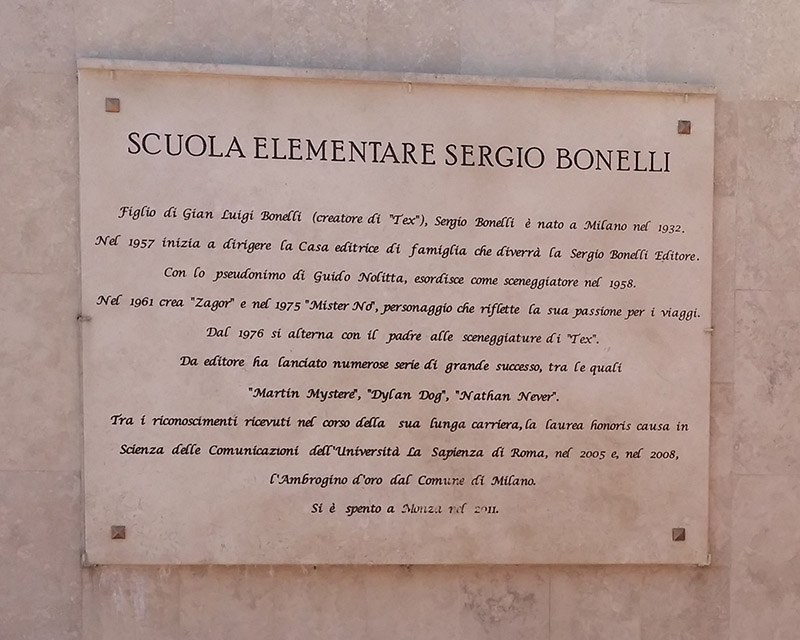 SCUOLA ELEMENTARE SERGIO BONELLI
Figlio di Gian Luigi Bonelli (creatore di "Tex"), Sergio Bonelli è nato a Milano nel 1932.
Nel 1957 inizia a dirigere la Casa editrice di famiglia che diverrà la Sergio Bonelli Editore.
Con lo pseudonimo di Guido Nolitta, esordisce come sceneggiatore nel 1958.
Nel 1961 crea "Zagor" e nel 1975 "Mister No", personaggio che riflette la sua passione per i viaggi.
Dal 1976 si alterna con il padre alle sceneggiature di "Tex".
Da editore ha lanciato numerose serie di grande successo, tra le quali
"Martin Mystere", "Dylan Dog", "Nathan Never".
Tra i riconoscimenti ricevuti nel corso della sua lunga carriera, la laurea honoris causa in
Scienza delle Comunicazioni dell'Università La Sapienza di Roma, nel 2005 e, nel 2008,
l'Ambrogino d'oro dal Comune di Milano.
Si è spento a Monza nel 2011.